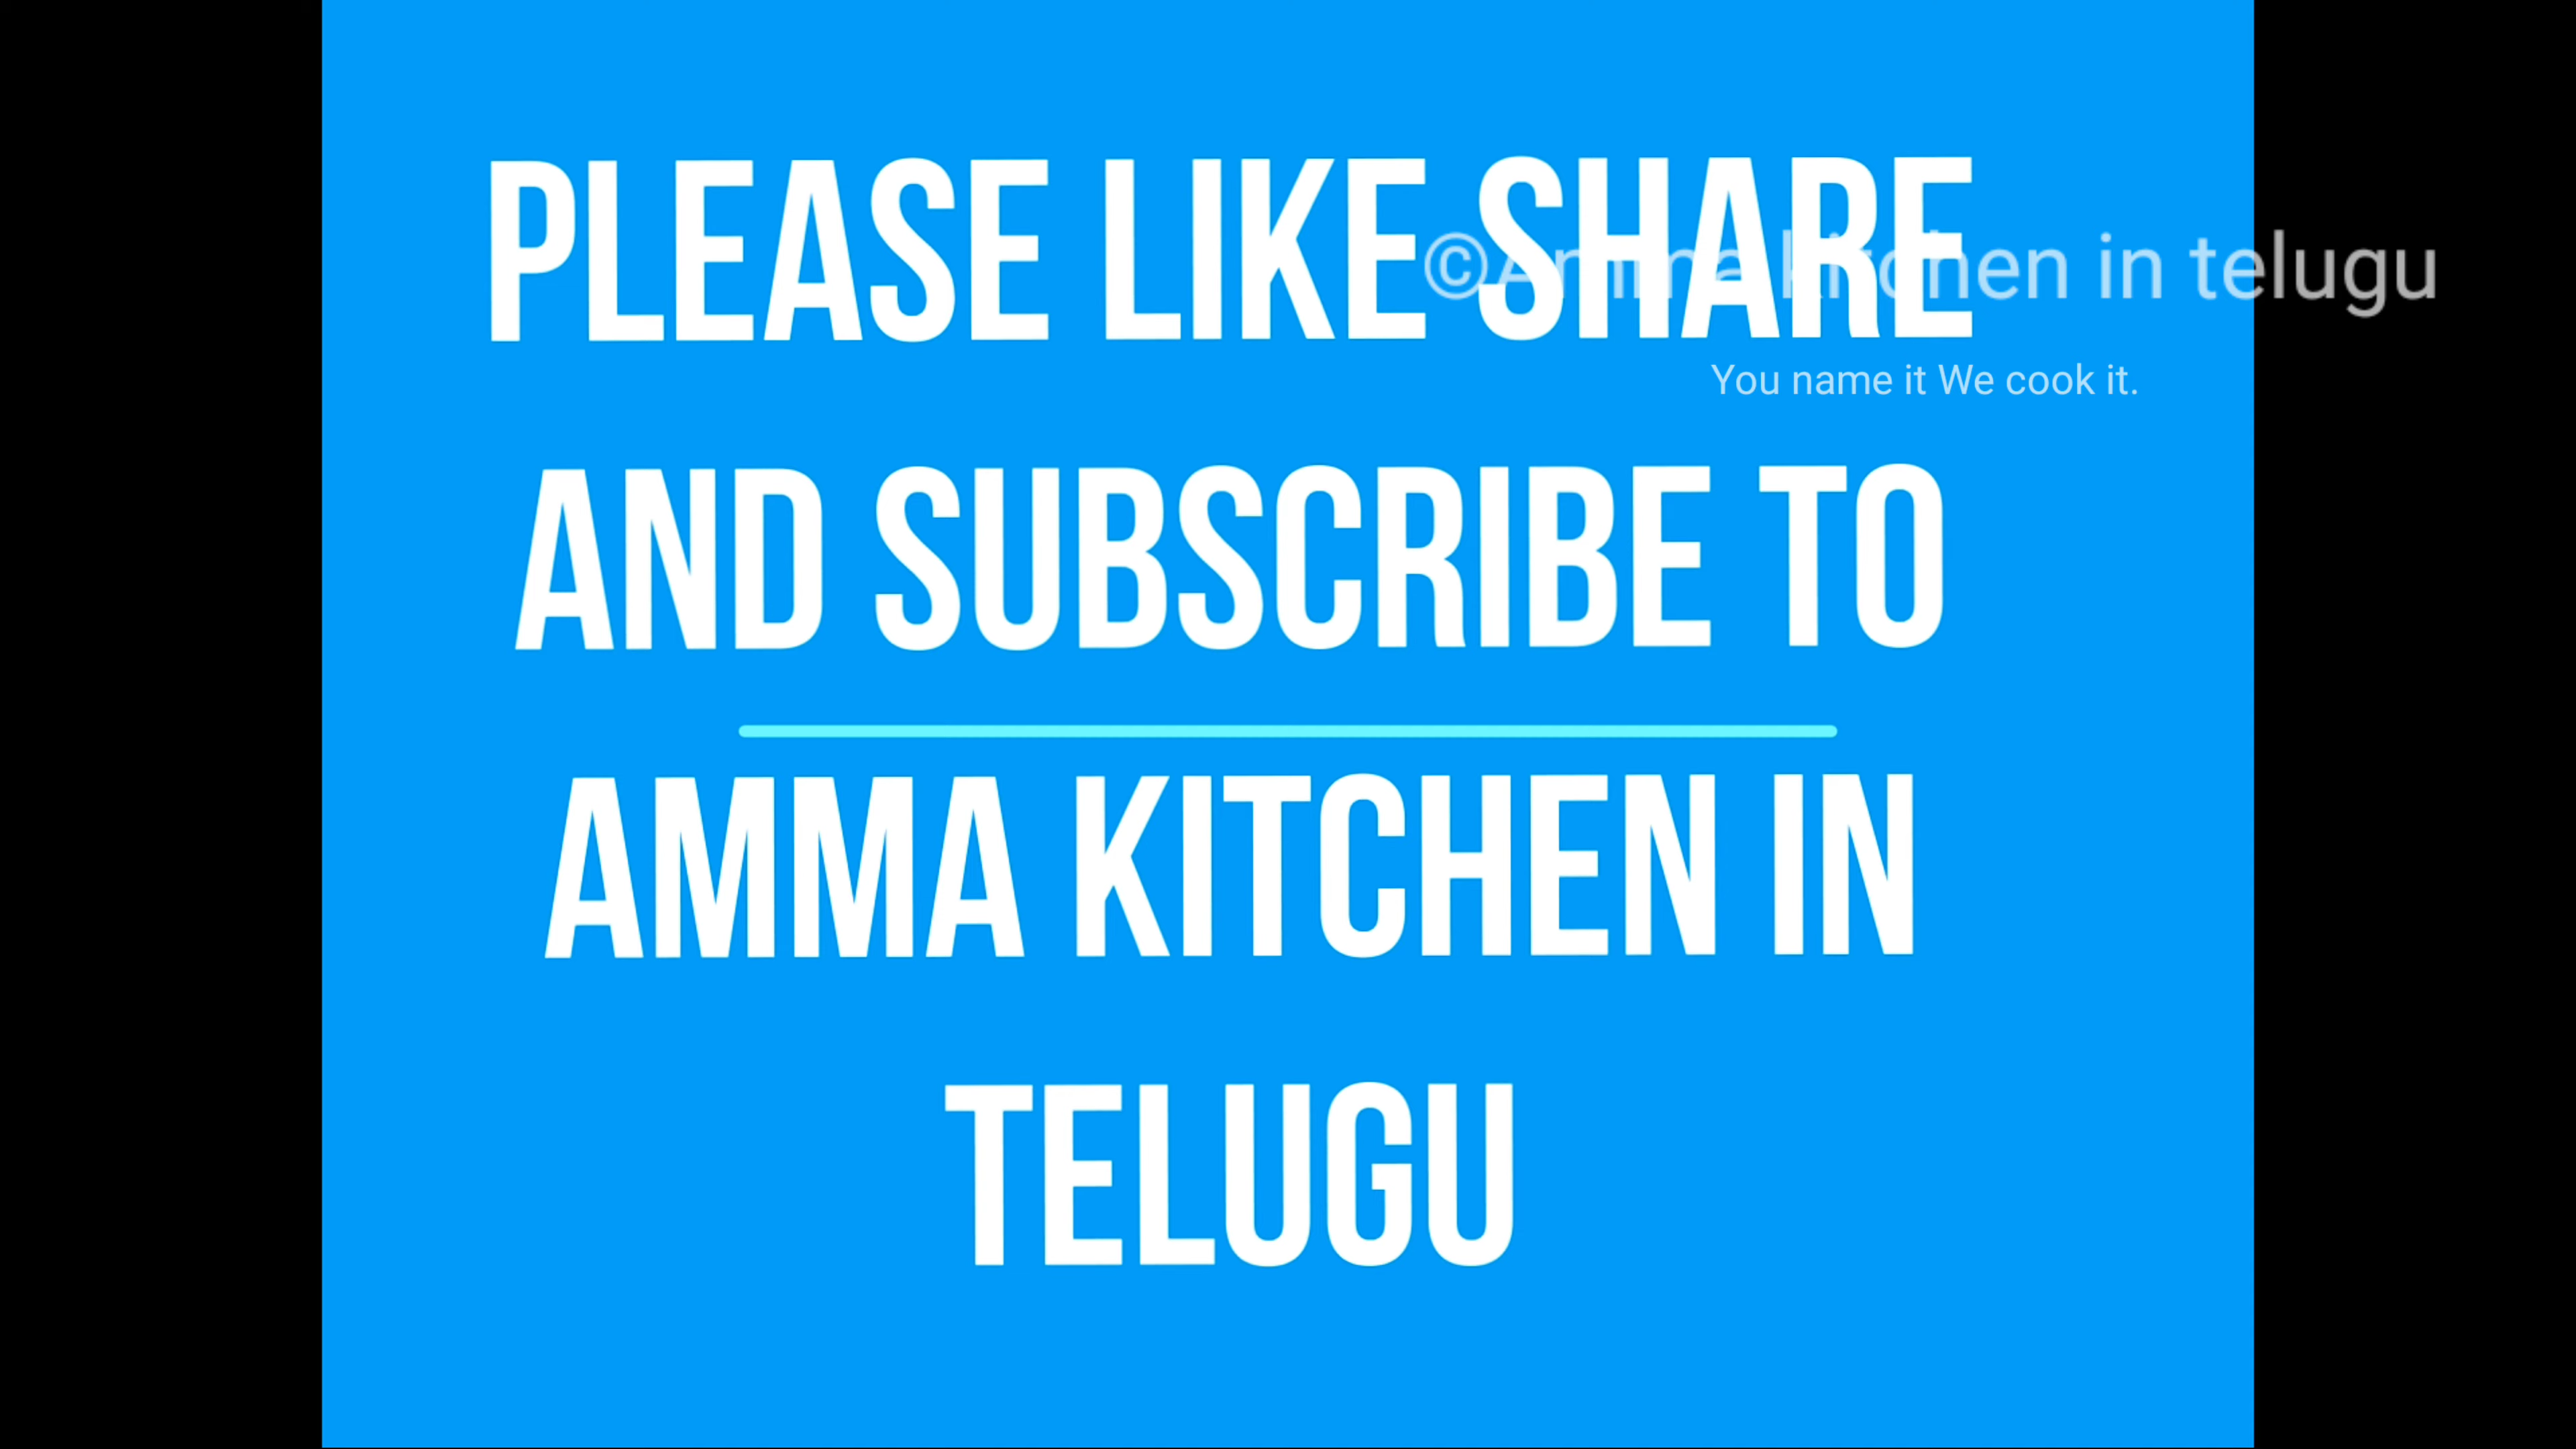 PLEASE LIKE SHARE
©Amma kitchen in telugu
You name it We cook it.
AND SUBSCRIBE TO
AMMA KITCHEN IN
TELUGU